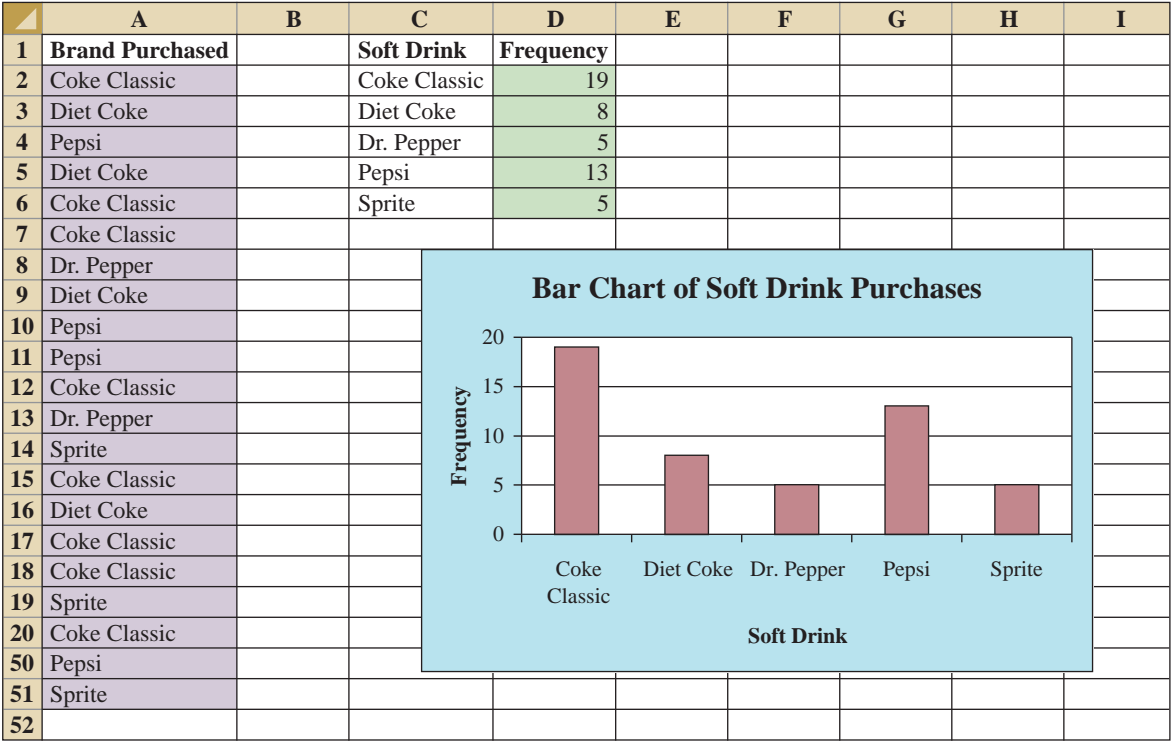 A B C D E F G H I
1 Brand Purchased Soft Drink Frequency
2 Coke Classic Coke Classic 19
3 Diet Coke Diet Coke 8
4 Pepsi Dr. Pepper 5
5 Diet Coke Pepsi 13
6 Coke Classic Sprite 5
7 Coke Classic
8 Dr. Pepper
9 Diet Coke
10 Pepsi
11 Pepsi
12 Coke Classic
13 Dr. Pepper
14 Sprite
15 Coke Classic
16 Diet Coke
17 Coke Classic
18 Coke Classic
19 Sprite
20 Coke Classic
50 Pepsi
51 Sprite
52
Bar Chart of Soft Drink Purchases
Frequency
20
15
10
5
0
Coke Diet Coke Dr. Pepper Pepsi Sprite
Classic
Soft Drink